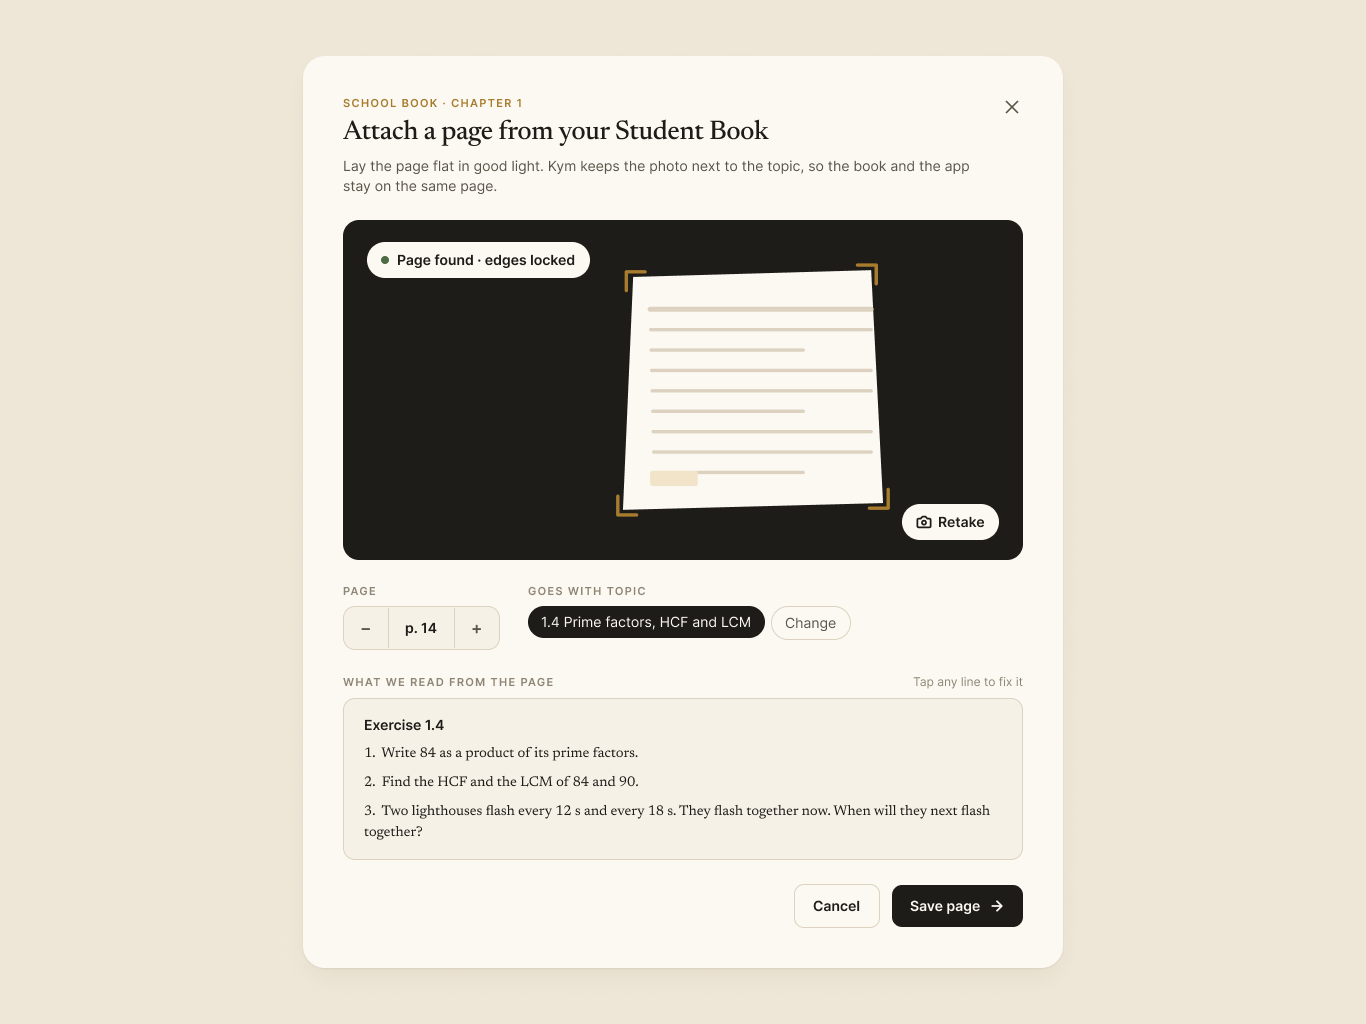 SCHOOL BOOK · CHAPTER 1
Attach a page from your Student Book
Lay the page flat in good light. Kym keeps the photo next to the topic, so the book and the app
stay on the same page.
Page found · edges locked
Retake
PAGE
GOES WITH TOPIC
− p. 14 +
1.4 Prime factors, HCF and LCM
Change
WHAT WE READ FROM THE PAGE
Tap any line to fix it
Exercise 1.4
1. Write 84 as a product of its prime factors.
2. Find the HCF and the LCM of 84 and 90.
3. Two lighthouses flash every 12 s and every 18 s. They flash together now. When will they next flash
together?
Cancel
Save page →